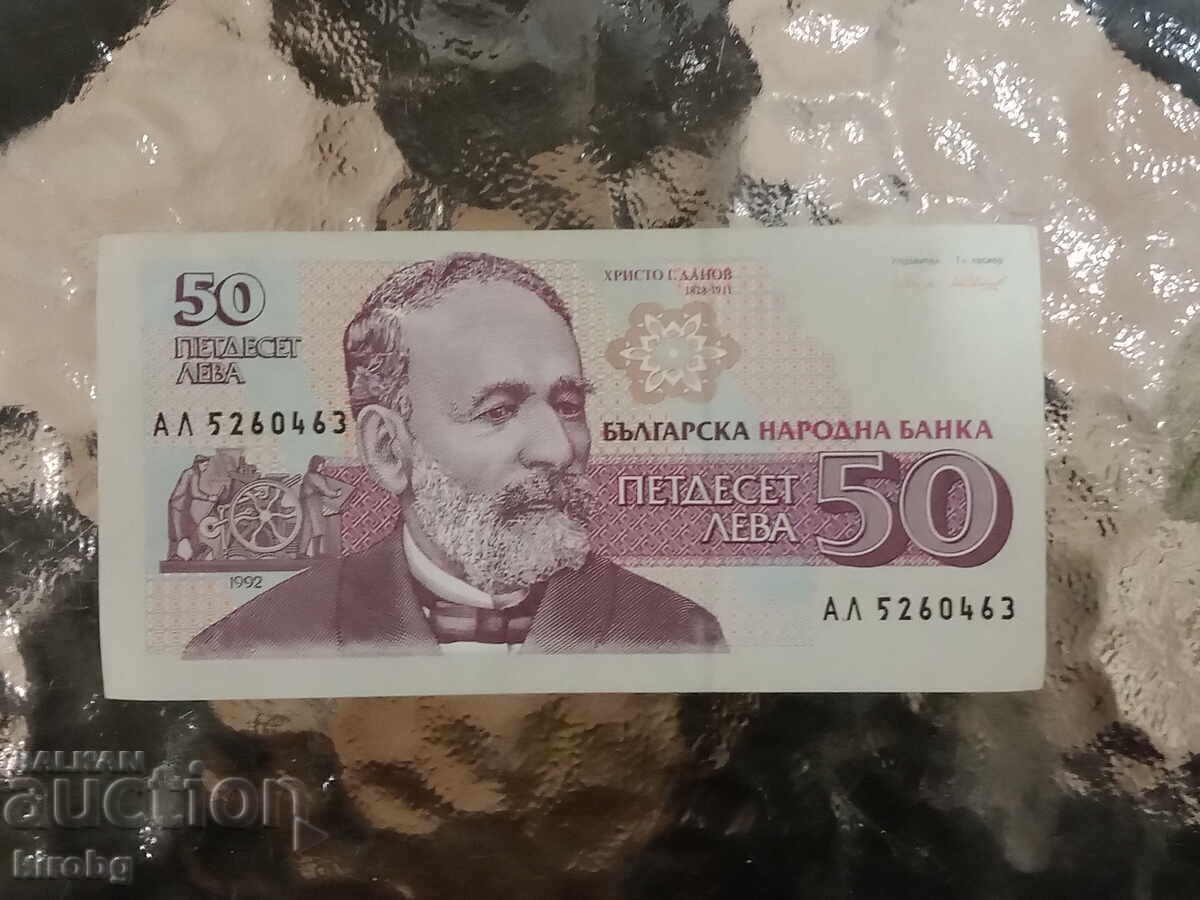 50
ПЕТДЕСЕТ
ЛЕВА
АЛ 5260463
1992
ХРИСТО Г. ДАНОВ
1828-1911
БЪЛГАРСКА НАРОДНА БАНКА
ПЕТДЕСЕТ
ЛЕВА
50
АЛ 5260463
BALKAN
auction
kirobg